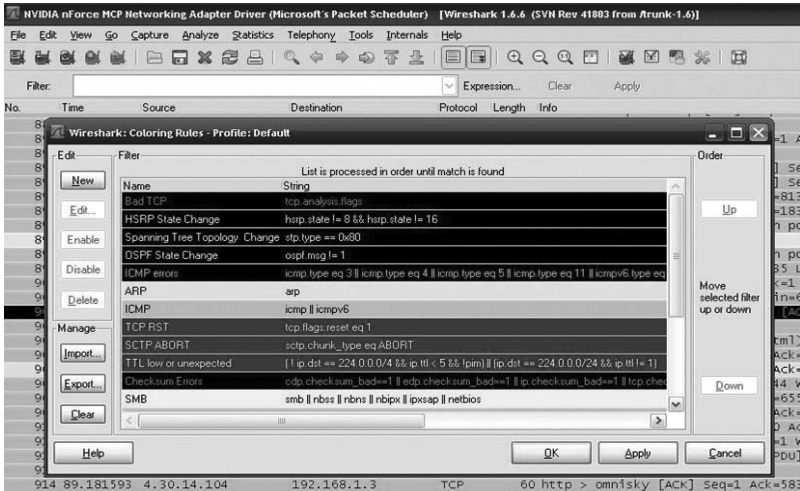 NVIDIA nForce MCP Networking Adapter Driver (Microsoft's Packet Scheduler) [Wireshark 1.6.6 (SVN Rev 41803 from /trunk-1.6)]
File Edit View Go Capture Analyze Statistics Telephony Tools Internals Help
Filter: Expression... Clear Apply
No. Time Source Destination Protocol Length Info
Wireshark: Coloring Rules - Profile: Default
Edit Filter Order
List is processed in order until match is found
New Name String
Bad TCP tcp.analysis.flags
Edit... HSRP State Change hsrp.state != 8 && hsrp.state != 16 Up
Enable Spanning Tree Topology Change stp.type == 0x80
OSPF State Change ospf.msg != 1
Disable ICMP errors icmp.type eq 3 || icmp.type eq 4 || icmp.type eq 5 || icmp.type eq 11 || icmpv6.type eq
ARP arp Move
Delete selected filter
ICMP icmp || icmpv6 up or down
Manage TCP RST tcp.flags.reset eq 1
SCTP ABORT sctp.chunk_type eq ABORT
Import... TTL low or unexpected ( ! ip.dst == 224.0.0.0/4 && ip.ttl < 5 && !pim) || (ip.dst == 224.0.0.0/24 && ip.ttl != 1)
Export... Checksum Errors cdp.checksum_bad==1 || edp.checksum_bad==1 || ip.checksum_bad==1 || tcp.chec Down
SMB smb || nbss || nbns || nbipx || ipxsap || netbios
Clear
Help OK Apply Cancel
914 89.181593 4.30.14.104 192.168.1.3 TCP 60 http > omnisky [ACK] Seq=1 Ack=583